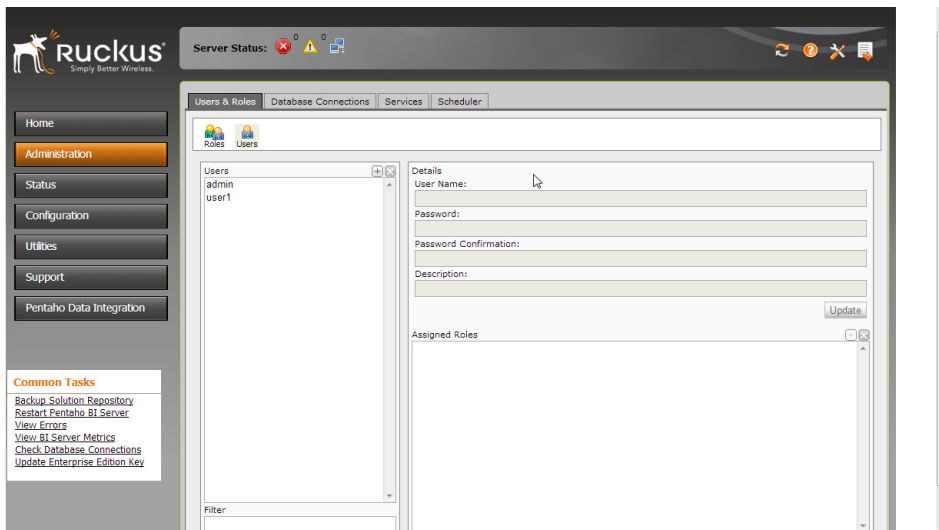 RUCKUS
Simply Better Wireless.
Server Status: 0 0
Home
Administration
Status
Configuration
Utilities
Support
Pentaho Data Integration
Common Tasks
Backup Solution Repository
Restart Pentaho BI Server
View Errors
View BI Server Metrics
Check Database Connections
Update Enterprise Edition Key
Users & Roles Database Connections Services Scheduler
Roles Users
Users
admin
user1
Filter
Details
User Name:
Password:
Password Confirmation:
Description:
Update
Assigned Roles